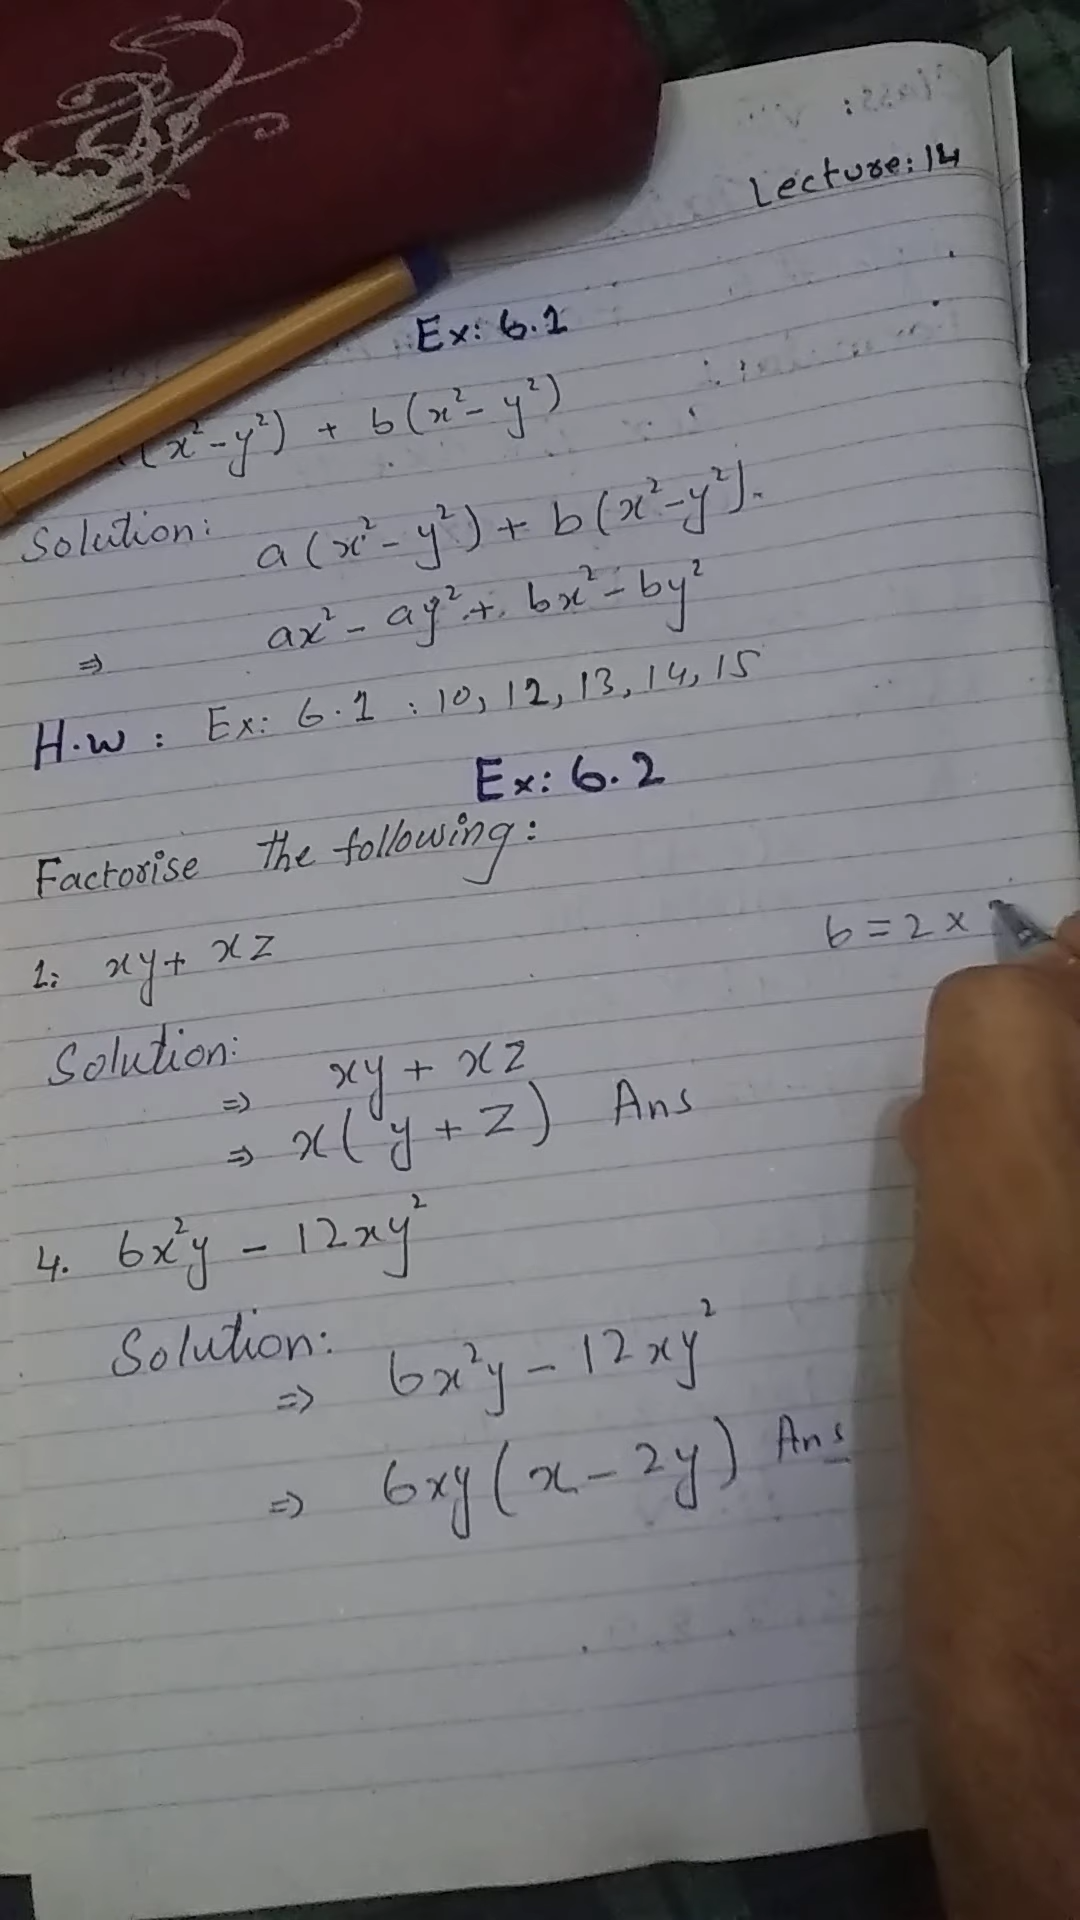 Lecture: 14
Ex: 6.1
(x²-y²) + b(x²-y²)
Solution: a(x²-y²) + b(x²-y²).
⇒ ax² - ay² + bx² - by²
H.W : Ex: 6.1 : 10, 12, 13, 14, 15
Ex: 6.2
Factorise the following:
1: xy + xz
6 = 2 ×
Solution:
⇒ xy + xz
⇒ x(y + z) Ans
4. 6x²y - 12xy²
Solution:
⇒ 6x²y - 12xy²
⇒ 6xy(x - 2y) Ans